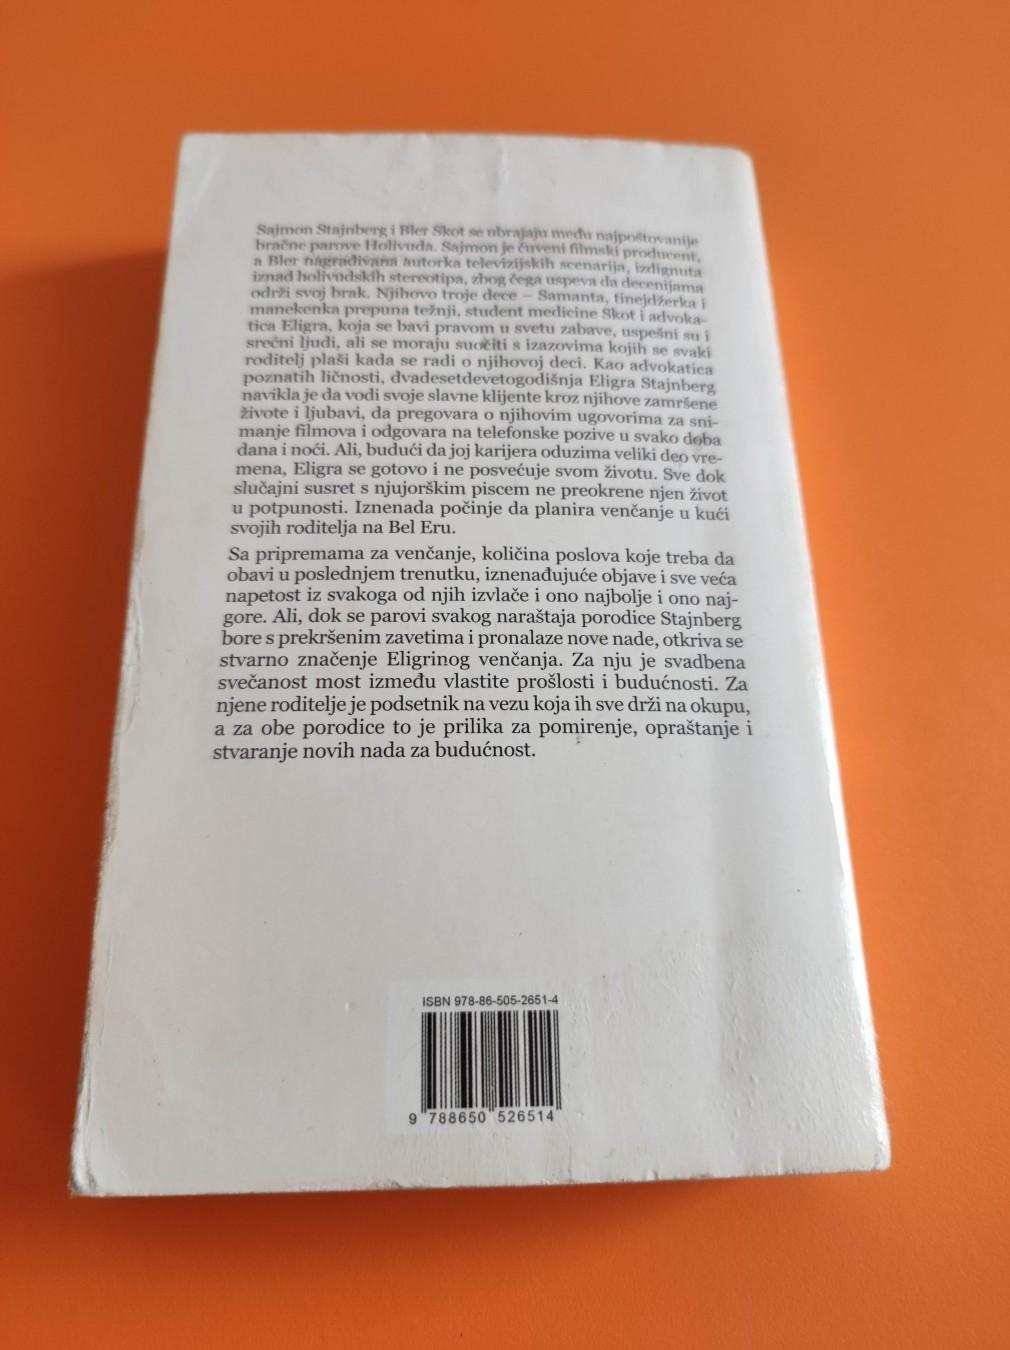 Sajmon Stajnberg i Bler Skot se ubrajaju među najpoštovanije
bračne parove Holivuda. Sajmon je čuveni filmski producent,
a Bler nagrađivana autorka televizijskih scenarija, izdignuta
iznad holivudskih stereotipa, zbog čega uspeva da decenijama
održi svoj brak. Njihovo troje dece – Samanta, tinejdžerka i
manekenka prepuna težnji, student medicine Skot i advoka-
tica Eligra, koja se bavi pravom u svetu zabave, uspešni su i
srećni ljudi, ali se moraju suočiti s izazovima kojih se svaki
roditelj plaši kada se radi o njihovoj deci. Kao advokatica
poznatih ličnosti, dvadesetdevetogodišnja Eligra Stajnberg
navikla je da vodi svoje slavne klijente kroz njihove zamršene
živote i ljubavi, da pregovara o njihovim ugovorima za sni-
manje filmova i odgovara na telefonske pozive u svako doba
dana i noći. Ali, budući da joj karijera oduzima veliki deo vre-
mena, Eligra se gotovo i ne posvećuje svom životu. Sve dok
slučajni susret s njujorškim piscem ne preokrene njen život
u potpunosti. Iznenada počinje da planira venčanje u kući
svojih roditelja na Bel Eru.
Sa pripremama za venčanje, količina poslova koje treba da
obavi u poslednjem trenutku, iznenađujuće objave i sve veća
napetost iz svakoga od njih izvlače i ono najbolje i ono naj-
gore. Ali, dok se parovi svakog naraštaja porodice Stajnberg
bore s prekršenim zavetima i pronalaze nove nade, otkriva se
stvarno značenje Eligrinog venčanja. Za nju je svadbena
svečanost most između vlastite prošlosti i budućnosti. Za
njene roditelje je podsetnik na vezu koja ih sve drži na okupu,
a za obe porodice to je prilika za pomirenje, opraštanje i
stvaranje novih nada za budućnost.
ISBN 978-86-505-2651-4
9 788650 526514